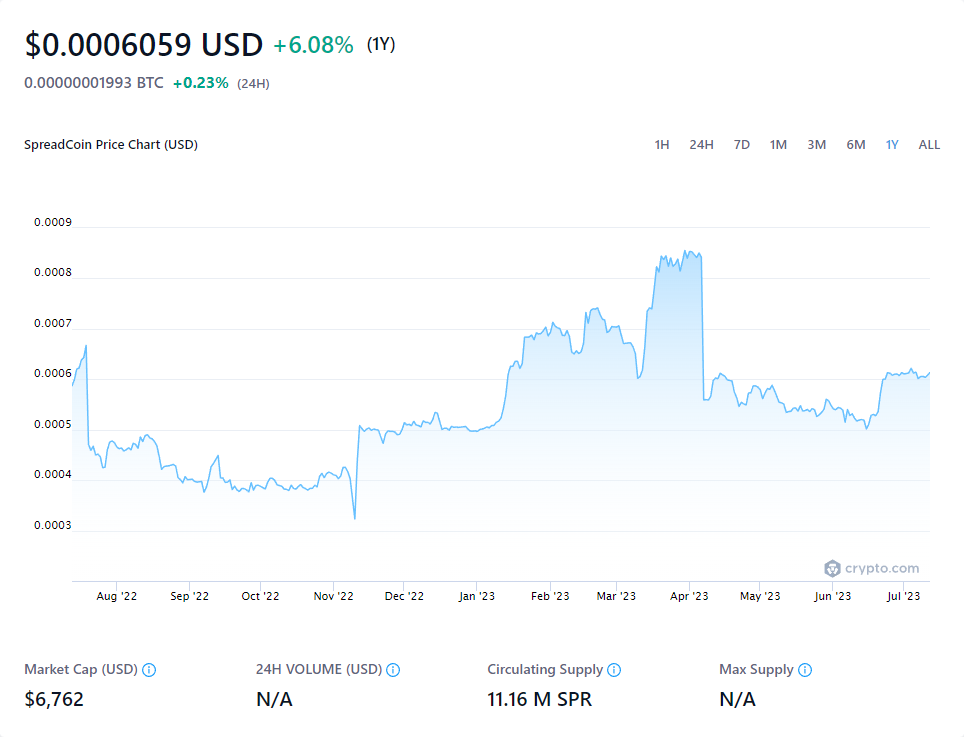 $0.0006059 USD +6.08% (1Y)
0.00000001993 BTC +0.23% (24H)
SpreadCoin Price Chart (USD) 1H 24H 7D 1M 3M 6M 1Y ALL
0.0009
0.0008
0.0007
0.0006
0.0005
0.0004
0.0003
crypto.com
Aug '22 Sep '22 Oct '22 Nov '22 Dec '22 Jan '23 Feb '23 Mar '23 Apr '23 May '23 Jun '23 Jul '23
Market Cap (USD) 24H VOLUME (USD) Circulating Supply Max Supply
$6,762 N/A 11.16 M SPR N/A